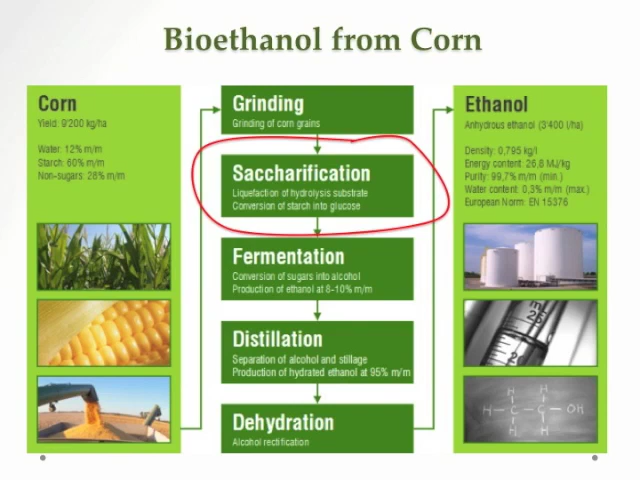 Bioethanol from Corn
Corn
Yield: 9'200 kg/ha
Water: 12% m/m
Starch: 60% m/m
Non-sugars: 28% m/m
Grinding
Grinding of corn grains
Saccharification
Liquefaction of hydrolysis substrate
Conversion of starch into glucose
Fermentation
Conversion of sugars into alcohol
Production of ethanol at 8-10% m/m
Distillation
Separation of alcohol and stillage
Production of hydrated ethanol at 95% m/m
Dehydration
Alcohol rectification
Ethanol
Anhydrous ethanol (3'400 l/ha)
Density: 0,795 kg/l
Energy content: 26,8 MJ/kg
Purity: 99,7% m/m (min.)
Water content: 0,3% m/m (max.)
European Norm: EN 15376
H H
H C C OH
H H